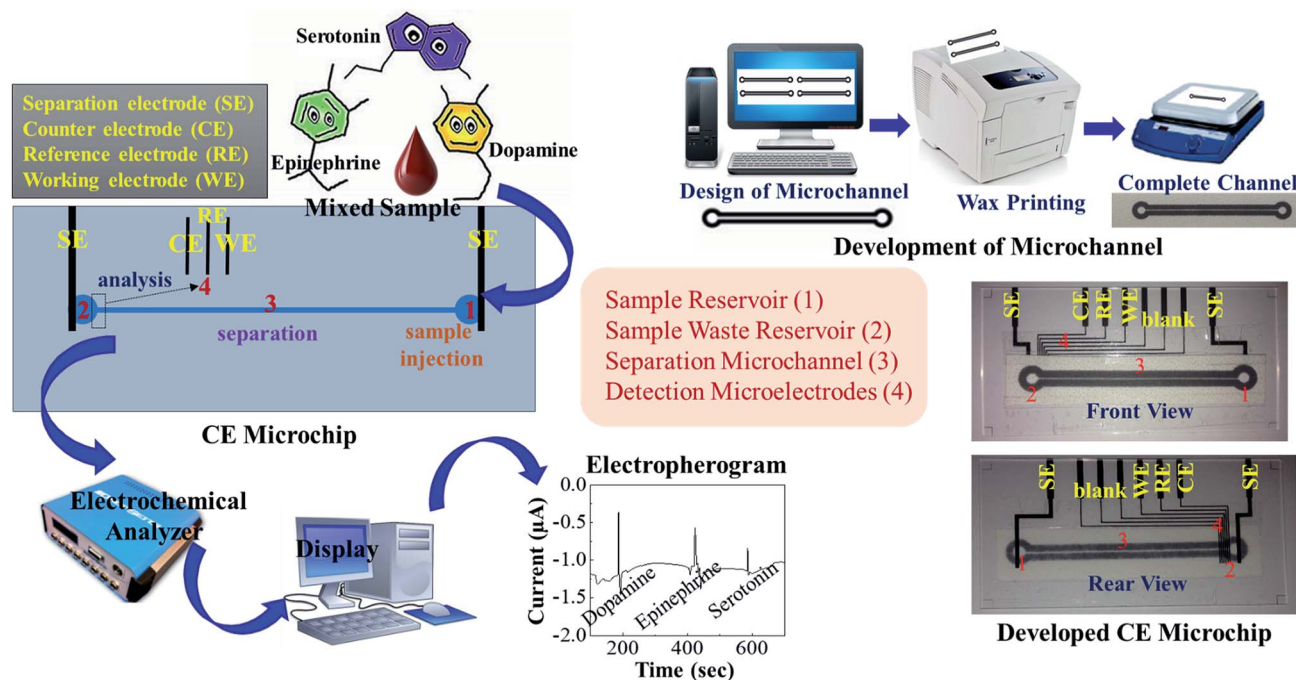 Serotonin
Epinephrine
Dopamine
Mixed Sample
Separation electrode (SE)
Counter electrode (CE)
Reference electrode (RE)
Working electrode (WE)
SE
RE
CE
WE
SE
analysis
4
2
3
1
separation
sample
injection
CE Microchip
Electrochemical
Analyzer
Display
Electropherogram
Current (µA)
0.0
-0.5
-1.0
-1.5
-2.0
Dopamine
Epinephrine
Serotonin
200
400
600
Time (sec)
Design of Microchannel
Wax Printing
Complete Channel
Development of Microchannel
Sample Reservoir (1)
Sample Waste Reservoir (2)
Separation Microchannel (3)
Detection Microelectrodes (4)
SE
CE
RE
WE
blank
SE
4
3
2
1
Front View
SE
blank
WE
RE
CE
SE
4
3
1
2
Rear View
Developed CE Microchip